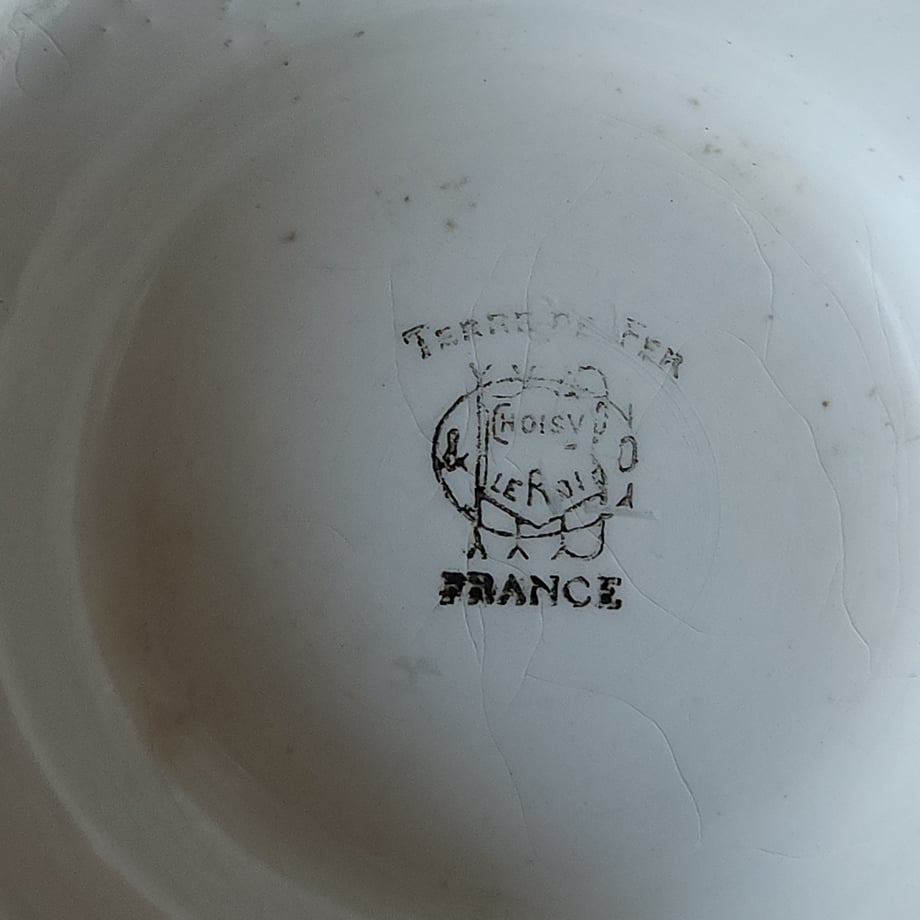 TERRE DE FER
CHOISY
&
LE ROI
FRANCE